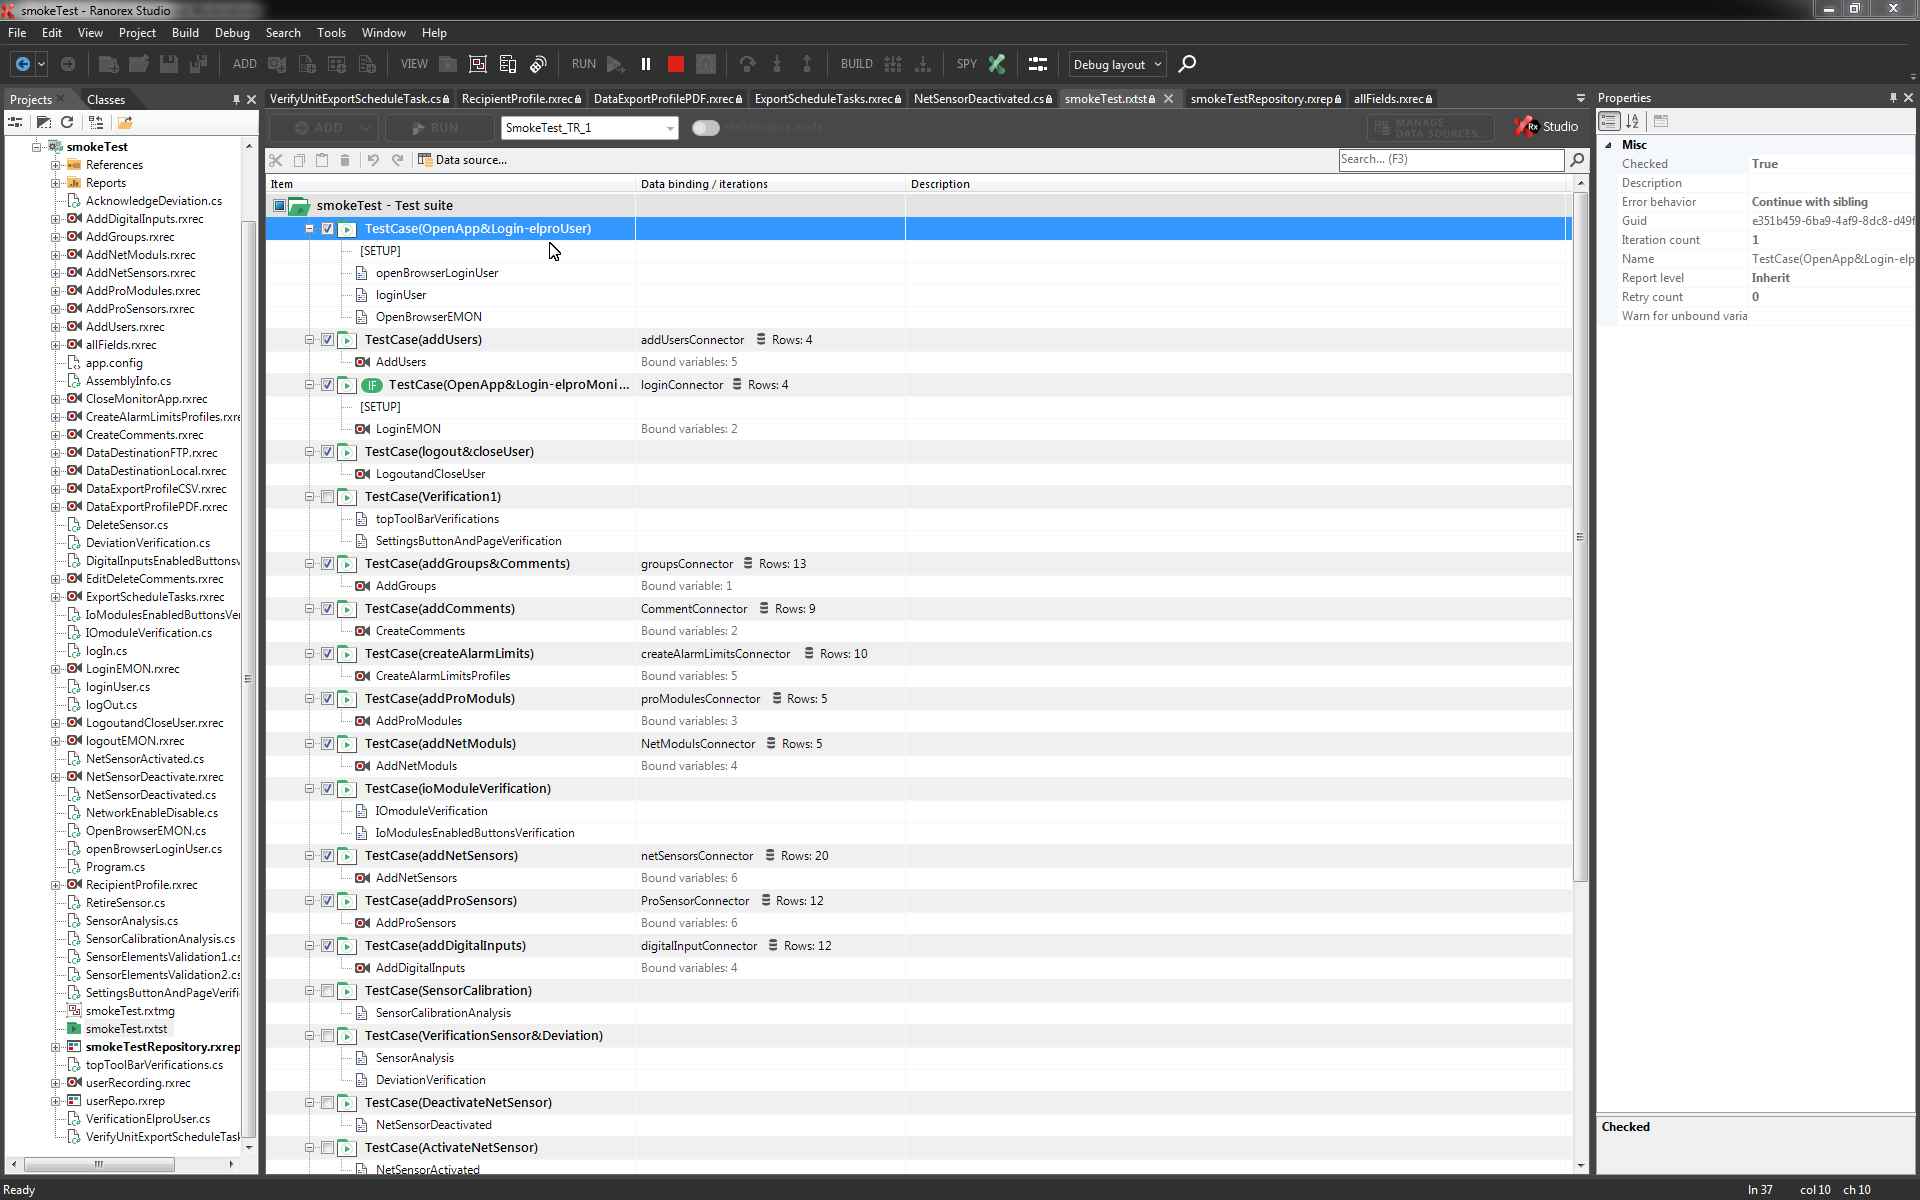 smokeTest - Ranorex Studio
File Edit View Project Build Debug Search Tools Window Help
ADD VIEW RUN BUILD SPY Debug layout
Projects Classes
VerifyUnitExportScheduleTask.cs RecipientProfile.rxrec DataExportProfilePDF.rxrec ExportScheduleTasks.rxrec NetSensorDeactivated.cs smokeTest.rxtst smokeTestRepository.rxrep allFields.rxrec
ADD RUN SmokeTest_TR_1 MANAGE DATA SOURCES... Rx Studio
Data source... Search... (F3)
Item Data binding / iterations Description
smokeTest - Test suite
TestCase(OpenApp&Login-elproUser)
[SETUP]
openBrowserLoginUser
loginUser
OpenBrowserEMON
TestCase(addUsers) addUsersConnector Rows: 4
AddUsers Bound variables: 5
IF TestCase(OpenApp&Login-elproMoni... loginConnector Rows: 4
[SETUP]
LoginEMON Bound variables: 2
TestCase(logout&closeUser)
LogoutandCloseUser
TestCase(Verification1)
topToolBarVerifications
SettingsButtonAndPageVerification
TestCase(addGroups&Comments) groupsConnector Rows: 13
AddGroups Bound variable: 1
TestCase(addComments) CommentConnector Rows: 9
CreateComments Bound variables: 2
TestCase(createAlarmLimits) createAlarmLimitsConnector Rows: 10
CreateAlarmLimitsProfiles Bound variables: 5
TestCase(addProModuls) proModulesConnector Rows: 5
AddProModules Bound variables: 3
TestCase(addNetModuls) NetModulsConnector Rows: 5
AddNetModuls Bound variables: 4
TestCase(ioModuleVerification)
IOmoduleVerification
IoModulesEnabledButtonsVerification
TestCase(addNetSensors) netSensorsConnector Rows: 20
AddNetSensors Bound variables: 6
TestCase(addProSensors) ProSensorConnector Rows: 12
AddProSensors Bound variables: 6
TestCase(addDigitalInputs) digitalInputConnector Rows: 12
AddDigitalInputs Bound variables: 4
TestCase(SensorCalibration)
SensorCalibrationAnalysis
TestCase(VerificationSensor&Deviation)
SensorAnalysis
DeviationVerification
TestCase(DeactivateNetSensor)
NetSensorDeactivated
TestCase(ActivateNetSensor)
NetSensorActivated
smokeTest
References
Reports
AcknowledgeDeviation.cs
AddDigitalInputs.rxrec
AddGroups.rxrec
AddNetModuls.rxrec
AddNetSensors.rxrec
AddProModules.rxrec
AddProSensors.rxrec
AddUsers.rxrec
allFields.rxrec
app.config
AssemblyInfo.cs
CloseMonitorApp.rxrec
CreateAlarmLimitsProfiles.rxre
CreateComments.rxrec
DataDestinationFTP.rxrec
DataDestinationLocal.rxrec
DataExportProfileCSV.rxrec
DataExportProfilePDF.rxrec
DeleteSensor.cs
DeviationVerification.cs
DigitalInputsEnabledButtonsv
EditDeleteComments.rxrec
ExportScheduleTasks.rxrec
IoModulesEnabledButtonsVer
IOmoduleVerification.cs
logIn.cs
LoginEMON.rxrec
loginUser.cs
logOut.cs
LogoutandCloseUser.rxrec
logoutEMON.rxrec
NetSensorActivated.cs
NetSensorDeactivate.rxrec
NetSensorDeactivated.cs
NetworkEnableDisable.cs
OpenBrowserEMON.cs
openBrowserLoginUser.cs
Program.cs
RecipientProfile.rxrec
RetireSensor.cs
SensorAnalysis.cs
SensorCalibrationAnalysis.cs
SensorElementsValidation1.cs
SensorElementsValidation2.cs
SettingsButtonAndPageVerifi
smokeTest.rxtmg
smokeTest.rxtst
smokeTestRepository.rxrep
topToolBarVerifications.cs
userRecording.rxrec
userRepo.rxrep
VerificationElproUser.cs
VerifyUnitExportScheduleTask
Properties
Misc
Checked True
Description
Error behavior Continue with sibling
Guid e351b459-6ba9-4af9-8dc8-d49f
Iteration count 1
Name TestCase(OpenApp&Login-elp
Report level Inherit
Retry count 0
Warn for unbound varia
Checked
Ready ln 37 col 10 ch 10